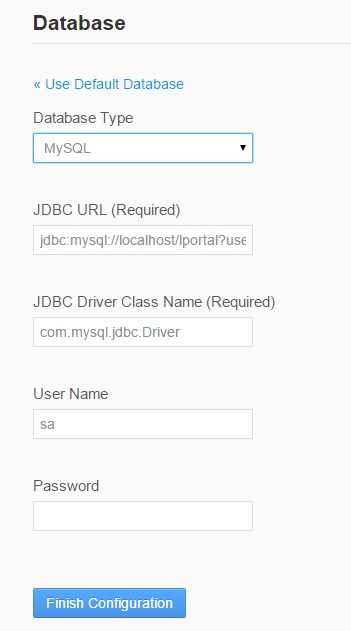 Database
« Use Default Database
Database Type
MySQL
JDBC URL (Required)
jdbc:mysql://localhost/lportal?use
JDBC Driver Class Name (Required)
com.mysql.jdbc.Driver
User Name
sa
Password
Finish Configuration